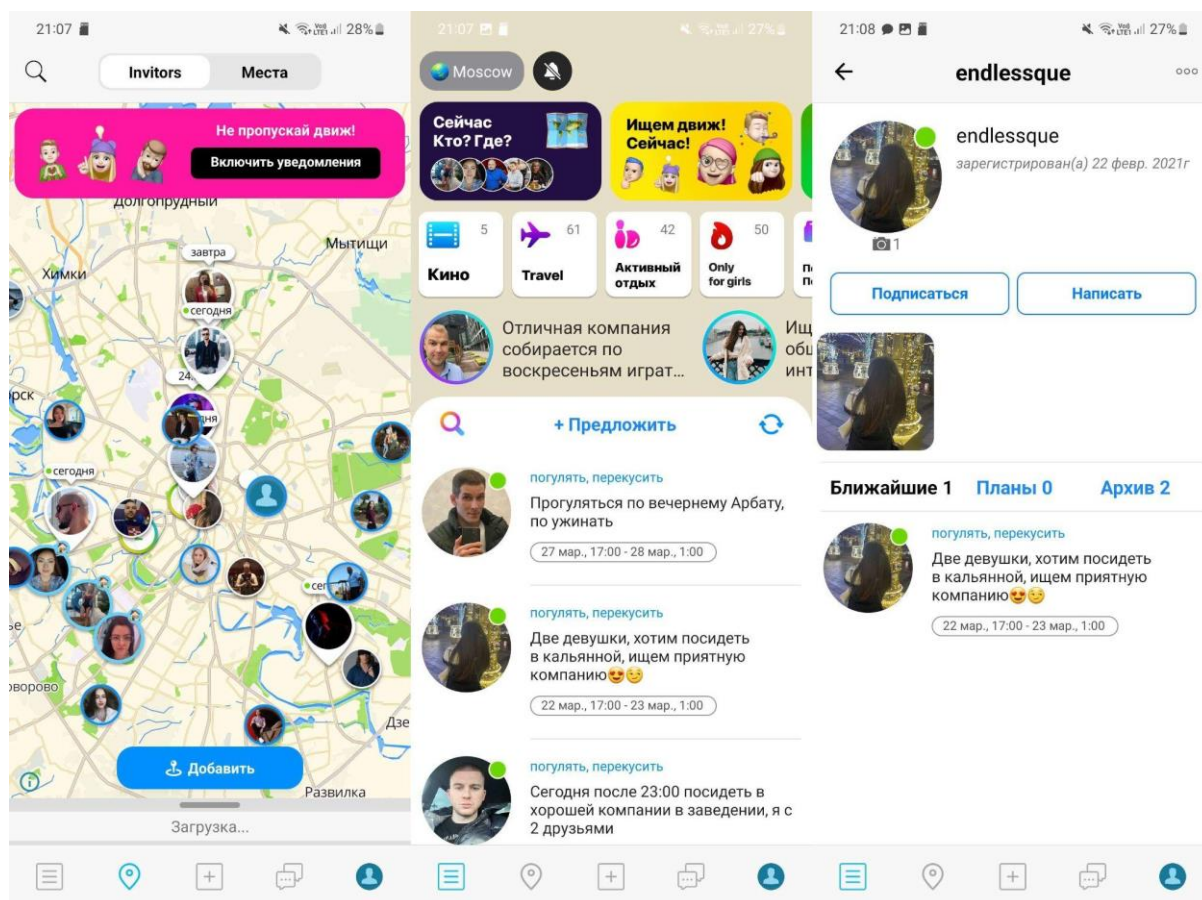 21:07
28%
Invitors
Места
Не пропускай движ!
Включить уведомления
Долгопрудный
Мытищи
завтра
Химки
сегодня
24.
сегодня
Развилка
Добавить
Загрузка...
21:07
27%
Moscow
Сейчас
Кто? Где?
Ищем движ!
Сейчас!
5
Кино
61
Travel
42
Активный
отдых
50
Only
for girls
Отличная компания
собирается по
воскресеньям играт...
+ Предложить
погулять, перекусить
Прогуляться по вечернему Арбату,
по ужинать
27 мар., 17:00 - 28 мар., 1:00
погулять, перекусить
Две девушки, хотим посидеть
в кальянной, ищем приятную
компанию😍😏
22 мар., 17:00 - 23 мар., 1:00
погулять, перекусить
Сегодня после 23:00 посидеть в
хорошей компании в заведении, я с
2 друзьями
21:08
27%
endlessque
endlessque
зарегистрирован(а) 22 февр. 2021г
1
Подписаться
Написать
Ближайшие 1
Планы 0
Архив 2
погулять, перекусить
Две девушки, хотим посидеть
в кальянной, ищем приятную
компанию😍😏
22 мар., 17:00 - 23 мар., 1:00